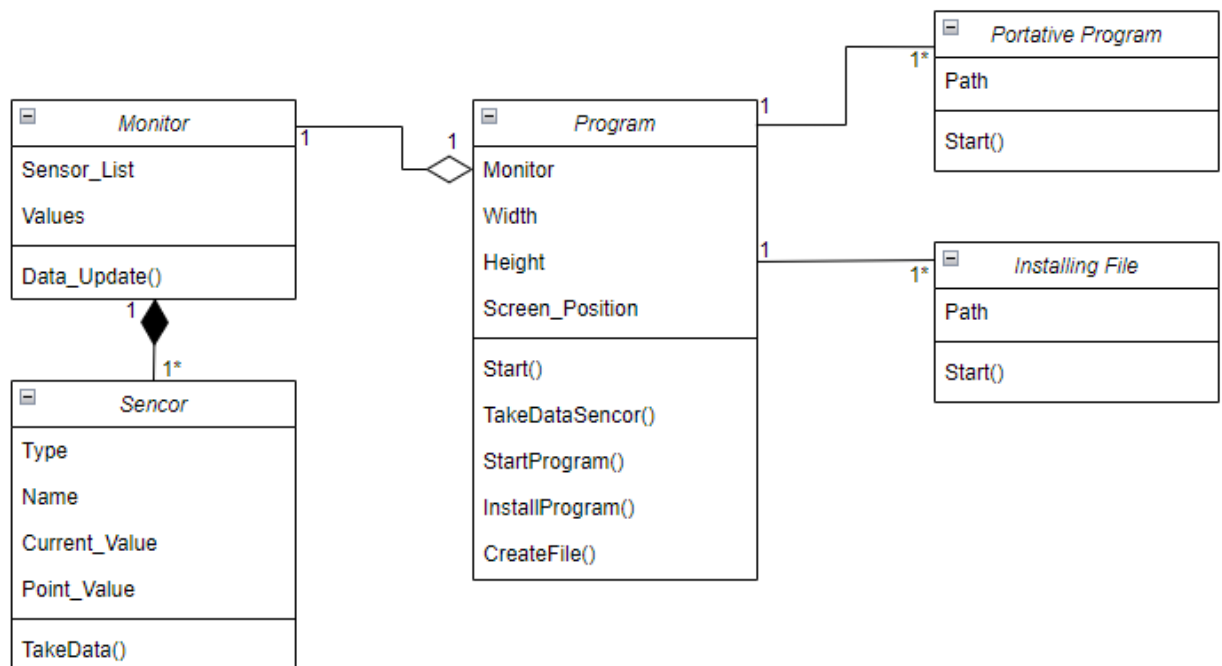 Monitor
Sensor_List
Values
Data_Update()
1
1
1*
Sencor
Type
Name
Current_Value
Point_Value
TakeData()
1
Program
Monitor
Width
Height
Screen_Position
Start()
TakeDataSencor()
StartProgram()
InstallProgram()
CreateFile()
1
1*
Portative Program
Path
Start()
1
1*
Installing File
Path
Start()